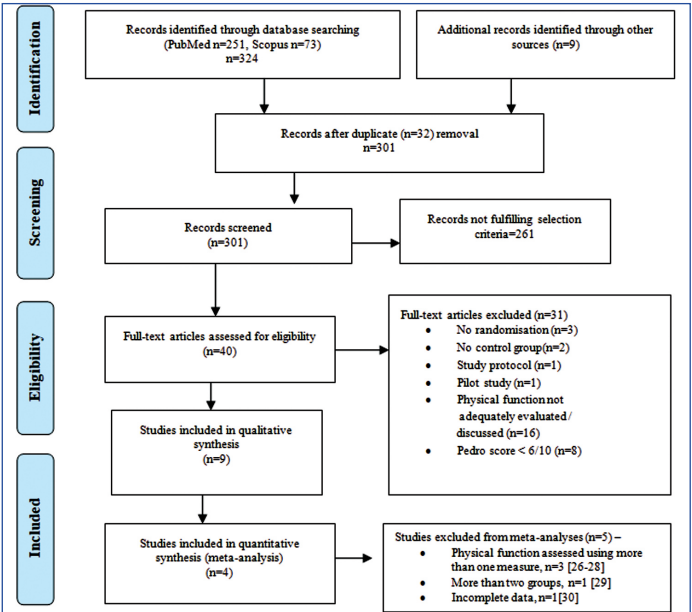 Identification
Records identified through database searching
(PubMed n=251, Scopus n=73)
n=324
Additional records identified through other
sources (n=9)
Records after duplicate (n=32) removal
n=301
Screening
Records screened
(n=301)
Records not fulfilling selection
criteria=261
Eligibility
Full-text articles assessed for eligibility
(n=40)
Full-text articles excluded (n=31)
• No randomisation (n=3)
• No control group(n=2)
• Study protocol (n=1)
• Pilot study (n=1)
• Physical function not
adequately evaluated /
discussed (n=16)
• Pedro score < 6/10 (n=8)
Studies included in qualitative
synthesis
(n=9)
Included
Studies included in quantitative
synthesis (meta-analysis)
(n=4)
Studies excluded from meta-analyses (n=5) –
• Physical function assessed using more
than one measure, n=3 [26-28]
• More than two groups, n=1 [29]
• Incomplete data, n=1[30]